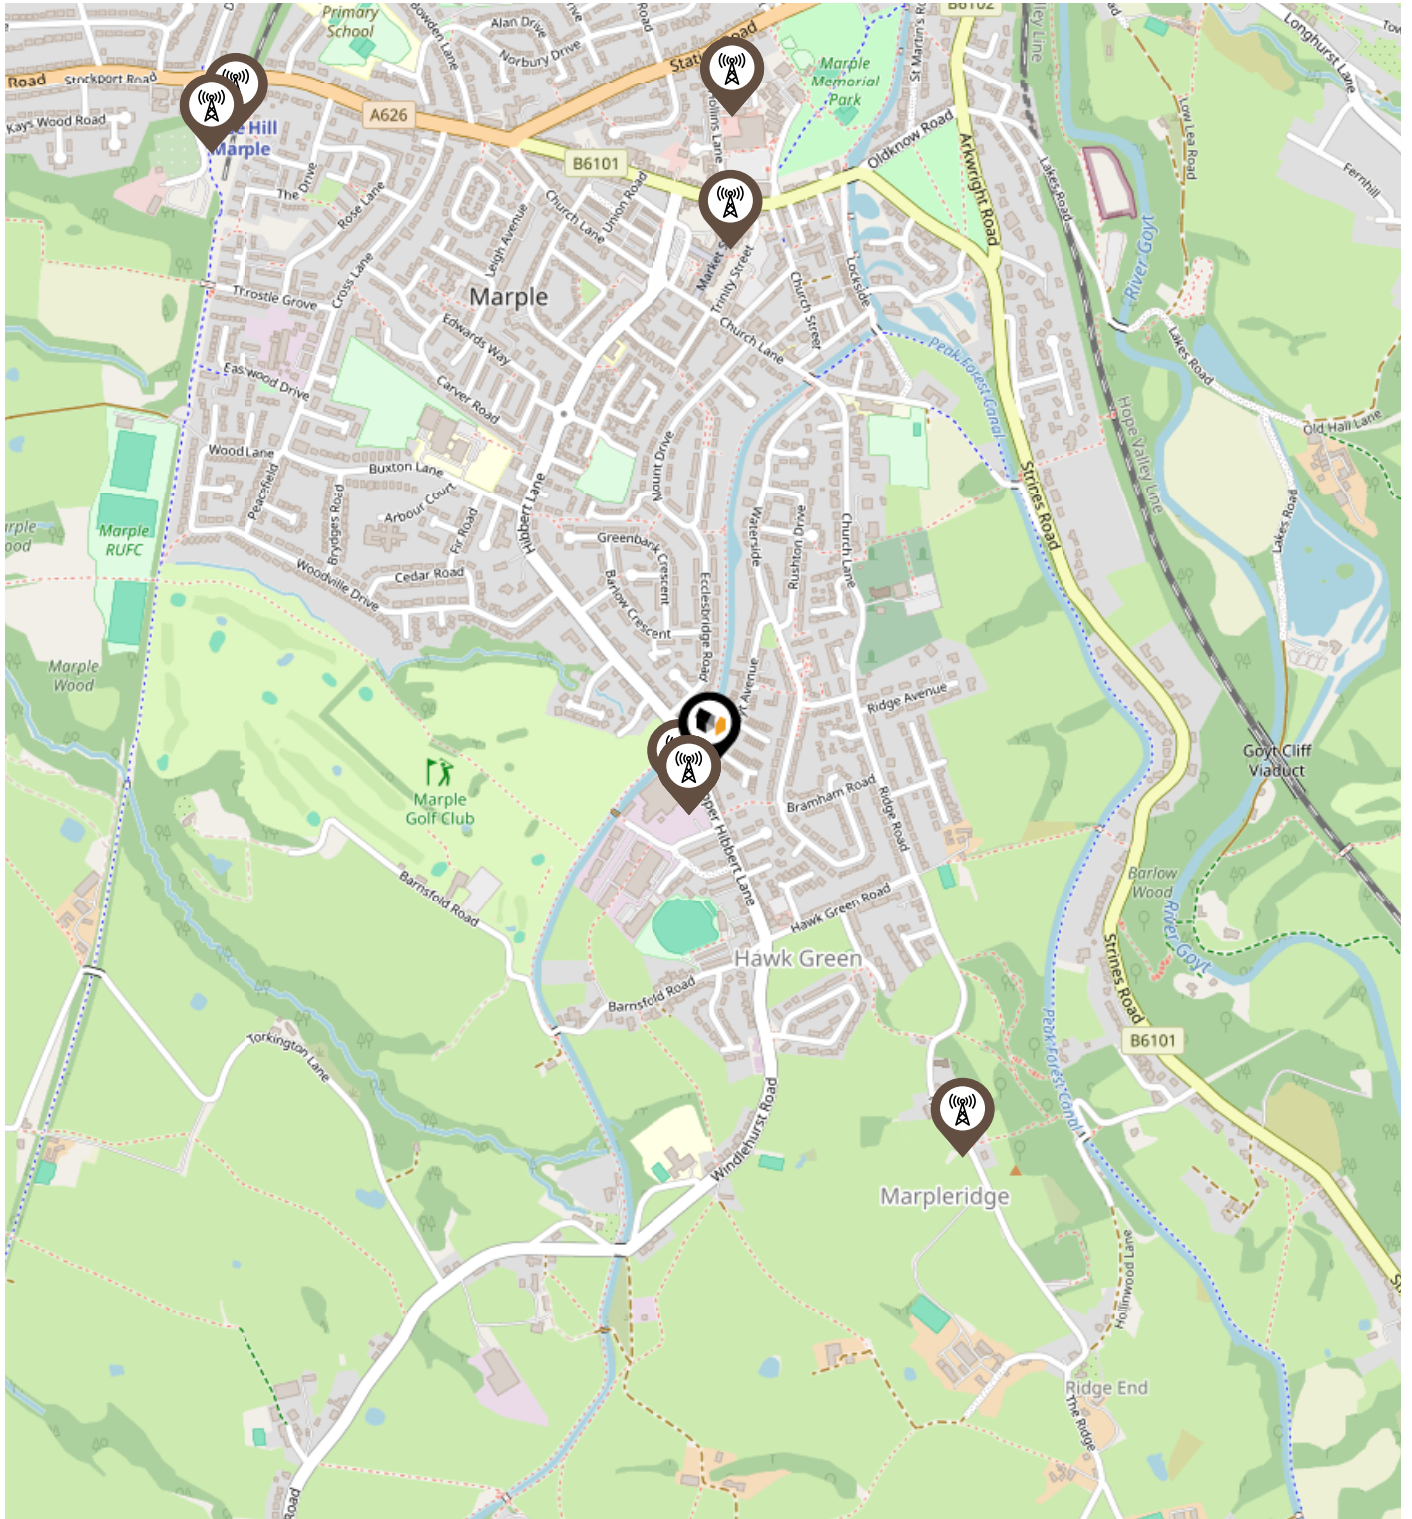 Primary
School
Bowden Lane
Alan Drive
Norbury Drive
Road
B6102
St Martin's R
ley Line
Longhurst Lane
Road
Stockport Road
Kays Wood Road
A626
Marple
Memorial
Park
Hollins Lane
Oldknow Road
Arkwright Road
Low Lea Road
Lakes Road
Fernhill
e Hill
Marple
B6101
The Drive
Rose Lane
Church Lane
Union Road
Leigh Avenue
Cross Lane
Market S
Trinity Street
Church Street
Lockside
River Goyt
Marple
Throstle Grove
Edwards Way
Church Lane
Peak Forest Canal
Lakes Road
Eastwood Drive
Carver Road
Hope Valley Line
Old Hall Lane
Wood Lane
Peacefield
Buxton Lane
Brydges Road
Arbour Court
Fir Road
Hibbert Lane
Mount Drive
Waterside
Rushton Drive
Church Lane
Strines Road
Lakes Road
Marple
RUFC
Woodville Drive
Cedar Road
Greenbank Crescent
Barlow Crescent
Ecclesbridge Road
Marple
Wood
yt Avenue
Ridge Avenue
Goyt Cliff
Viaduct
Marple
Golf Club
Bramham Road
Ridge Road
pper Hibbert Lane
Barnsfold Road
Hawk Green Road
Barlow
Wood
River Goyt
Hawk Green
Strines Road
Barnsfold Road
Torkington Lane
Peak Forest Canal
B6101
Windlehurst Road
Marpleridge
Hollinwood Lane
Ridge End
The Ridge
Road